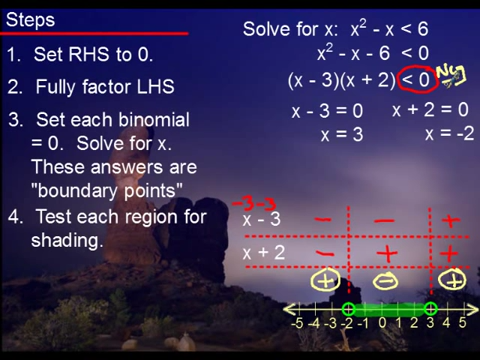 Steps
1. Set RHS to 0.
2. Fully factor LHS
3. Set each binomial
= 0. Solve for x.
These answers are
"boundary points"
4. Test each region for
shading.
Solve for x: x² - x < 6
x² - x - 6 < 0
(x - 3)(x + 2) < 0 Neg
x - 3 = 0 x + 2 = 0
x = 3 x = -2
-3-3
x - 3 − − +
x + 2 − + +
+ − +
-5 -4 -3 -2 -1 0 1 2 3 4 5